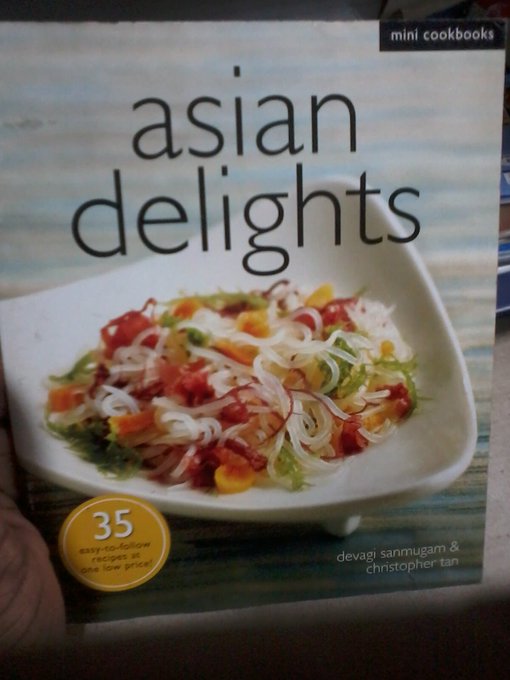 mini cookbooks
asian
delights
35
easy-to-follow
recipes at
one low price!
devagi sanmugam &
christopher tan